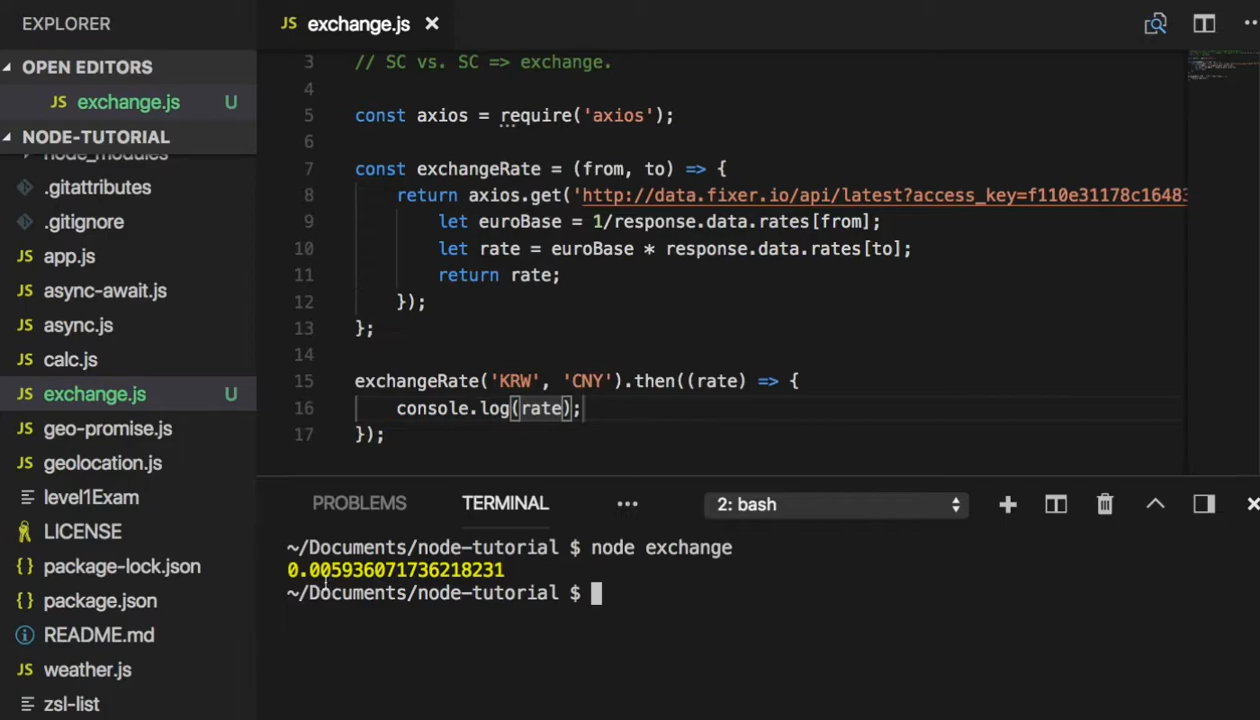 EXPLORER
JS exchange.js
OPEN EDITORS
JS exchange.js U
NODE-TUTORIAL
node_modules
.gitattributes
.gitignore
JS app.js
JS async-await.js
JS async.js
JS calc.js
JS exchange.js U
JS geo-promise.js
JS geolocation.js
level1Exam
LICENSE
{} package-lock.json
{} package.json
README.md
JS weather.js
zsl-list
3 // SC vs. SC => exchange.
4
5 const axios = require('axios');
6
7 const exchangeRate = (from, to) => {
8 return axios.get('http://data.fixer.io/api/latest?access_key=f110e31178c16483
9 let euroBase = 1/response.data.rates[from];
10 let rate = euroBase * response.data.rates[to];
11 return rate;
12 });
13 };
14
15 exchangeRate('KRW', 'CNY').then((rate) => {
16 console.log(rate);
17 });
PROBLEMS TERMINAL ••• 2: bash
~/Documents/node-tutorial $ node exchange
0.005936071736218231
~/Documents/node-tutorial $